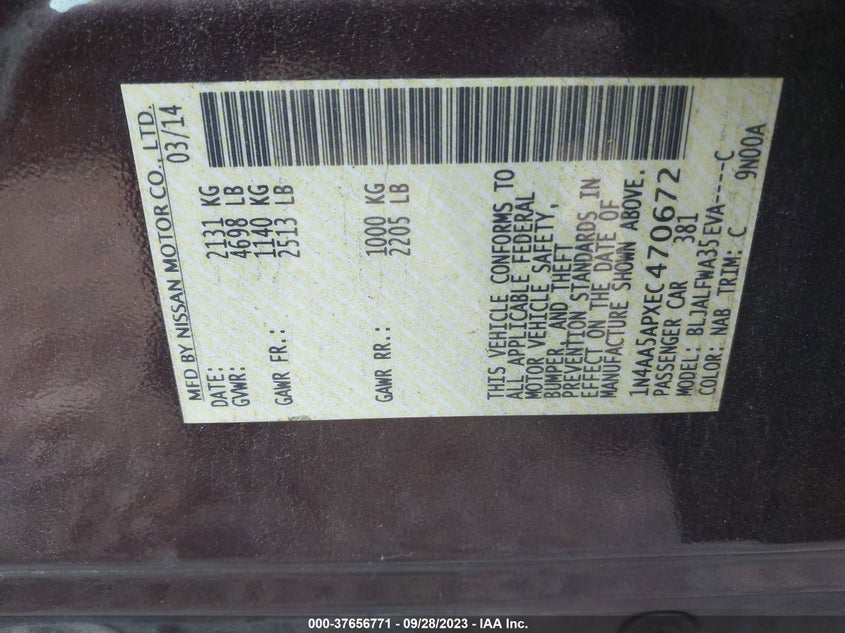 MFD BY NISSAN MOTOR CO., LTD.
DATE: 03/14
GVWR: 2131 KG
4698 LB
GAWR FR.: 1140 KG
2513 LB
GAWR RR.: 1000 KG
2205 LB
THIS VEHICLE CONFORMS TO
ALL APPLICABLE FEDERAL
MOTOR VEHICLE SAFETY,
BUMPER, AND THEFT
PREVENTION STANDARDS IN
EFFECT ON THE DATE OF
MANUFACTURE SHOWN ABOVE.
1N4AA5APXEC470672
PASSENGER CAR 381
MODEL: BLJALFWA35EVA----C
COLOR: NAB TRIM: C 9N00A
000-37656771 - 09/28/2023 - IAA Inc.